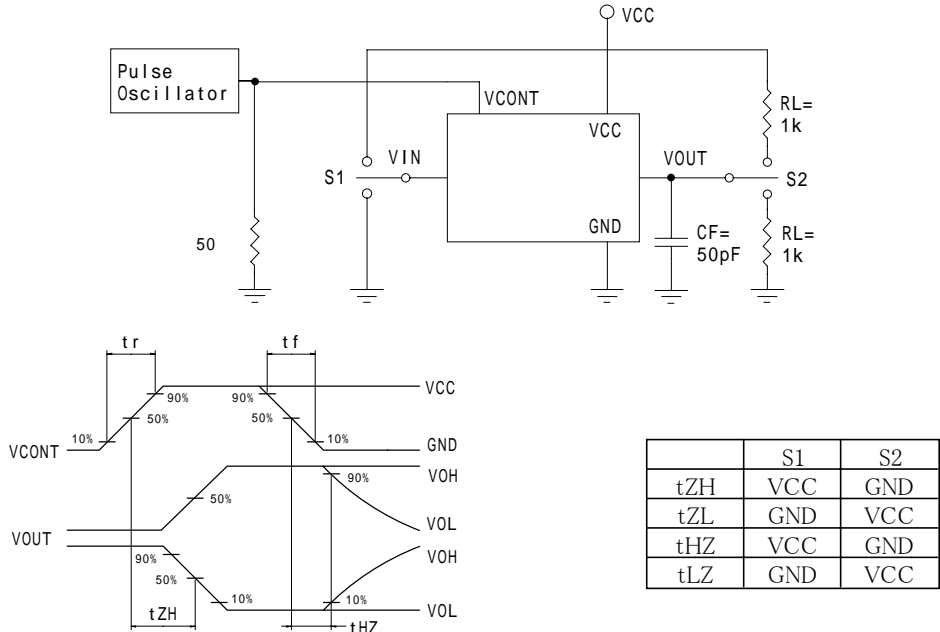 VCC
Pulse
Oscillator
VCONT
RL=
1k
VCC
S1
VIN
VOUT
S2
GND
50
CF=
50pF
RL=
1k
tr
tf
90%
90%
VCC
50%
50%
10%
10%
VCONT
GND
VOH
90%
50%
VOL
VOUT
VOH
90%
50%
10%
10%
VOL
tZH
tHZ
S1 S2
tZH VCC GND
tZL GND VCC
tHZ VCC GND
tLZ GND VCC